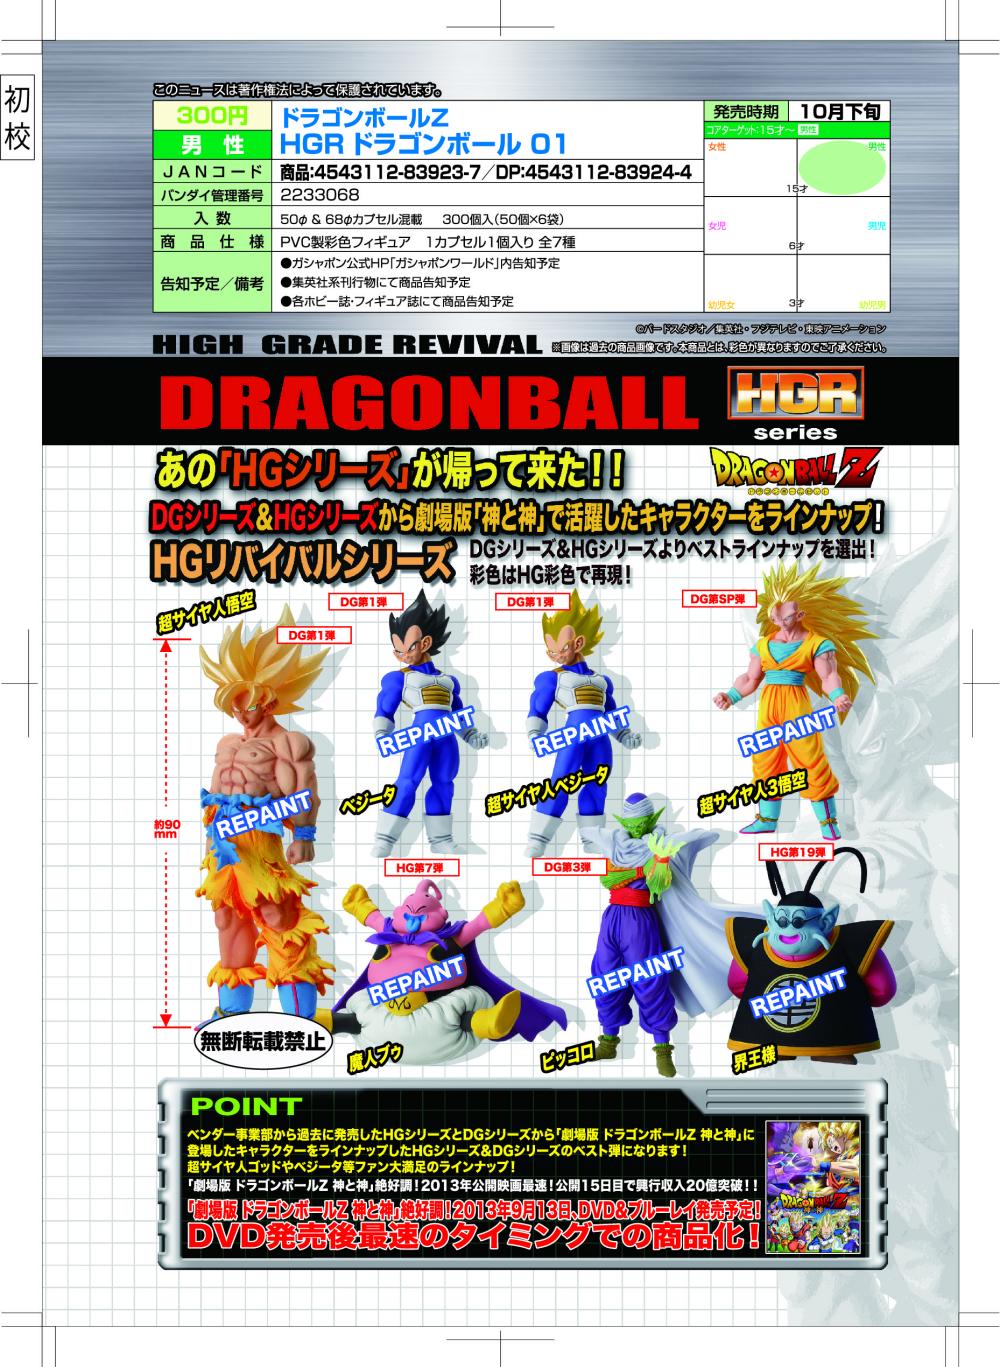 初校
このニュースは著作権法によって保護されています。
300円
ドラゴンボールZ
男 性
HGR ドラゴンボール 01
JANコード
商品:4543112-83923-7/DP:4543112-83924-4
バンダイ管理番号
2233068
入 数
50φ & 68φカプセル混載 300個入(50個×6袋)
商 品 仕 様
PVC製彩色フィギュア 1カプセル1個入り 全7種
告知予定/備考
●ガシャポン公式HP「ガシャポンワールド」内告知予定
●集英社系刊行物にて商品告知予定
●各ホビー誌・フィギュア誌にて商品告知予定
発売時期
10月下旬
コアターゲット:15才~ 男性
女性
男性
15才
女児
男児
6才
幼児女
3才
幼児男
©バードスタジオ/集英社・フジテレビ・東映アニメーション
HIGH GRADE REVIVAL
※画像は過去の商品画像です。本商品とは、彩色が異なりますのでご了承ください。
DRAGONBALL
HGR
series
あの「HGシリーズ」が帰って来た!!
DRAGONBALL Z
DGシリーズ&HGシリーズから劇場版「神と神」で活躍したキャラクターをラインナップ!
HGリバイバルシリーズ
DGシリーズ&HGシリーズよりベストラインナップを選出!
彩色はHG彩色で再現!
超サイヤ人悟空
DG第1弾
DG第1弾
DG第1弾
DG第SP弾
REPAINT
REPAINT
REPAINT
REPAINT
ベジータ
超サイヤ人ベジータ
超サイヤ人3悟空
約90
mm
HG第7弾
DG第3弾
HG第19弾
REPAINT
REPAINT
REPAINT
無断転載禁止
魔人ブゥ
ピッコロ
界王様
POINT
ベンダー事業部から過去に発売したHGシリーズとDGシリーズから「劇場版 ドラゴンボールZ 神と神」に
登場したキャラクターをラインナップしたHGシリーズ&DGシリーズのベスト弾になります!
超サイヤ人ゴッドやベジータ等ファン大満足のラインナップ!
「劇場版 ドラゴンボールZ 神と神」絶好調!2013年公開映画最速!公開15日目で興行収入20億突破!!
「劇場版 ドラゴンボールZ 神と神」絶好調!2013年9月13日、DVD&ブルーレイ発売予定!
DVD発売後最速のタイミングでの商品化!
DRAGONBALL Z
神と神